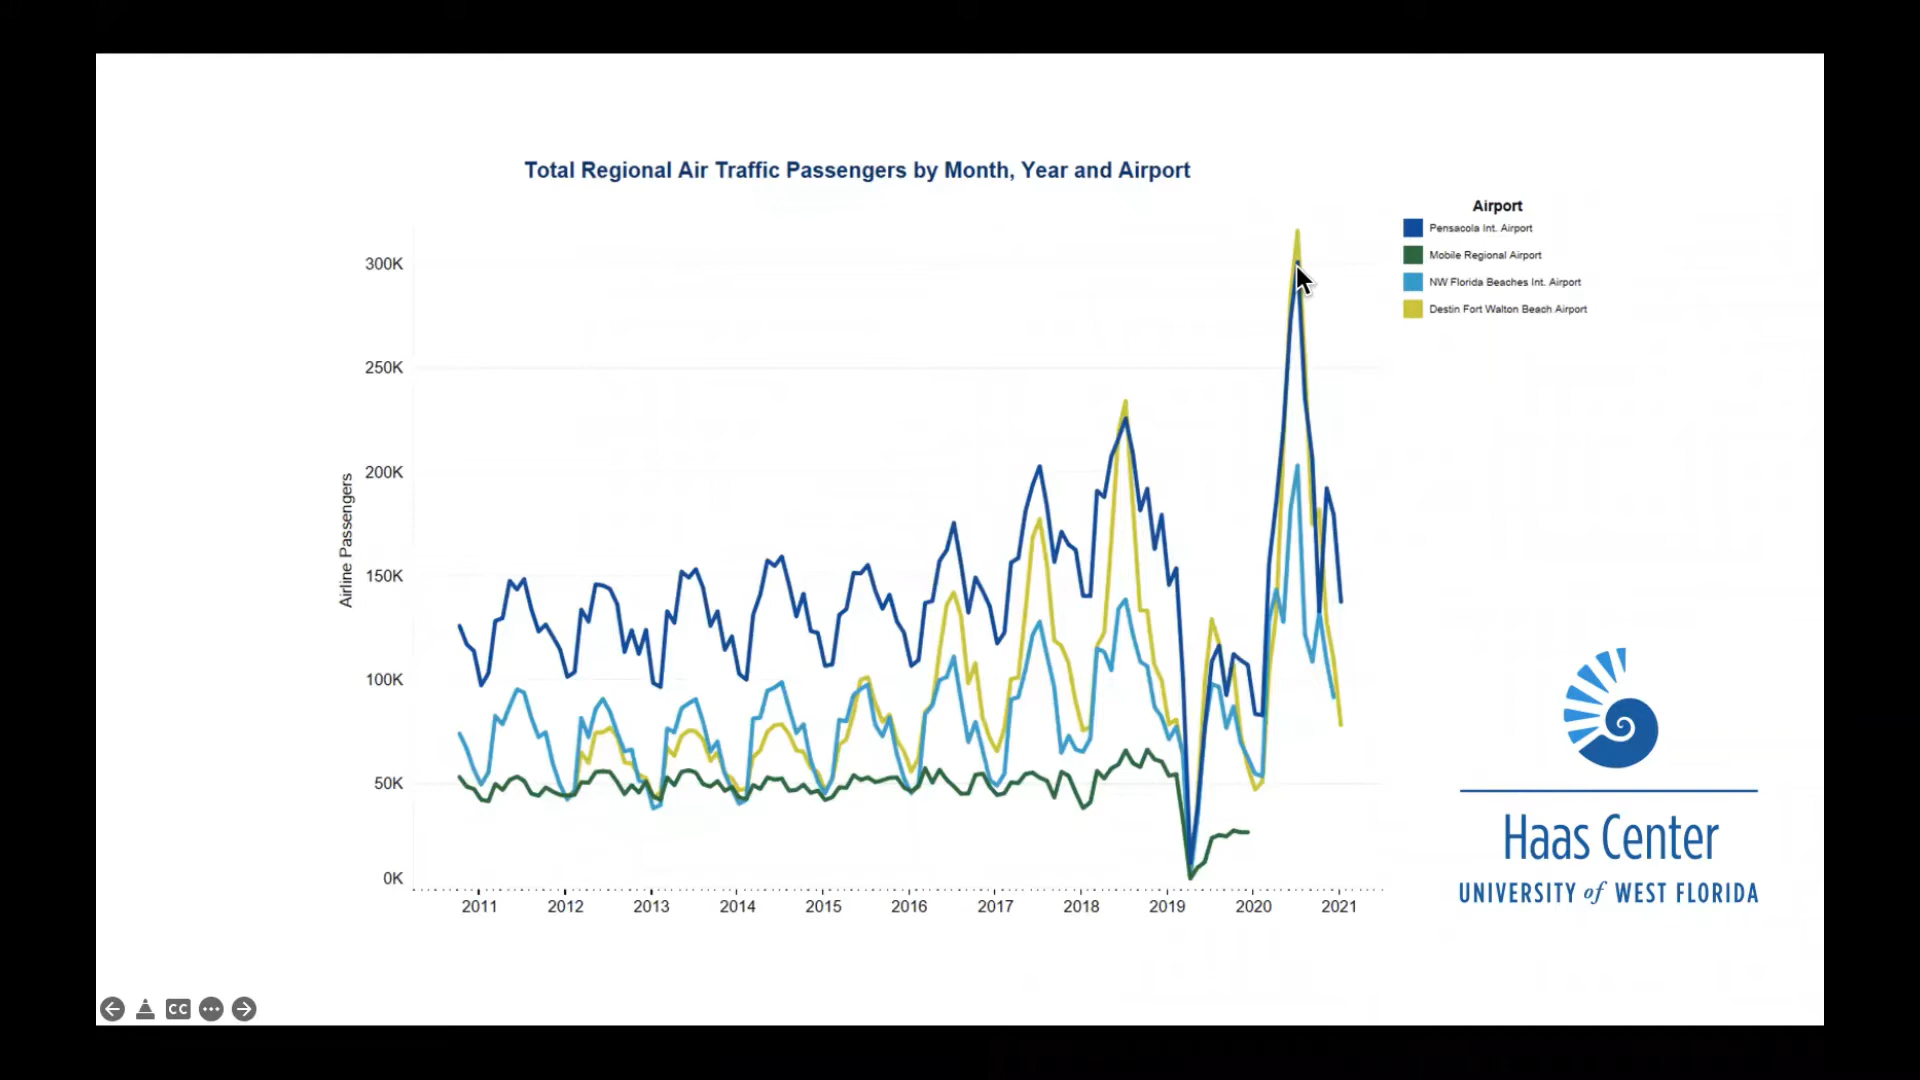 Total Regional Air Traffic Passengers by Month, Year and Airport
Airport
Pensacola Int. Airport
Mobile Regional Airport
NW Florida Beaches Int. Airport
Destin Fort Walton Beach Airport
Airline Passengers
300K
250K
200K
150K
100K
50K
0K
2011 2012 2013 2014 2015 2016 2017 2018 2019 2020 2021
Haas Center
UNIVERSITY of WEST FLORIDA
CC